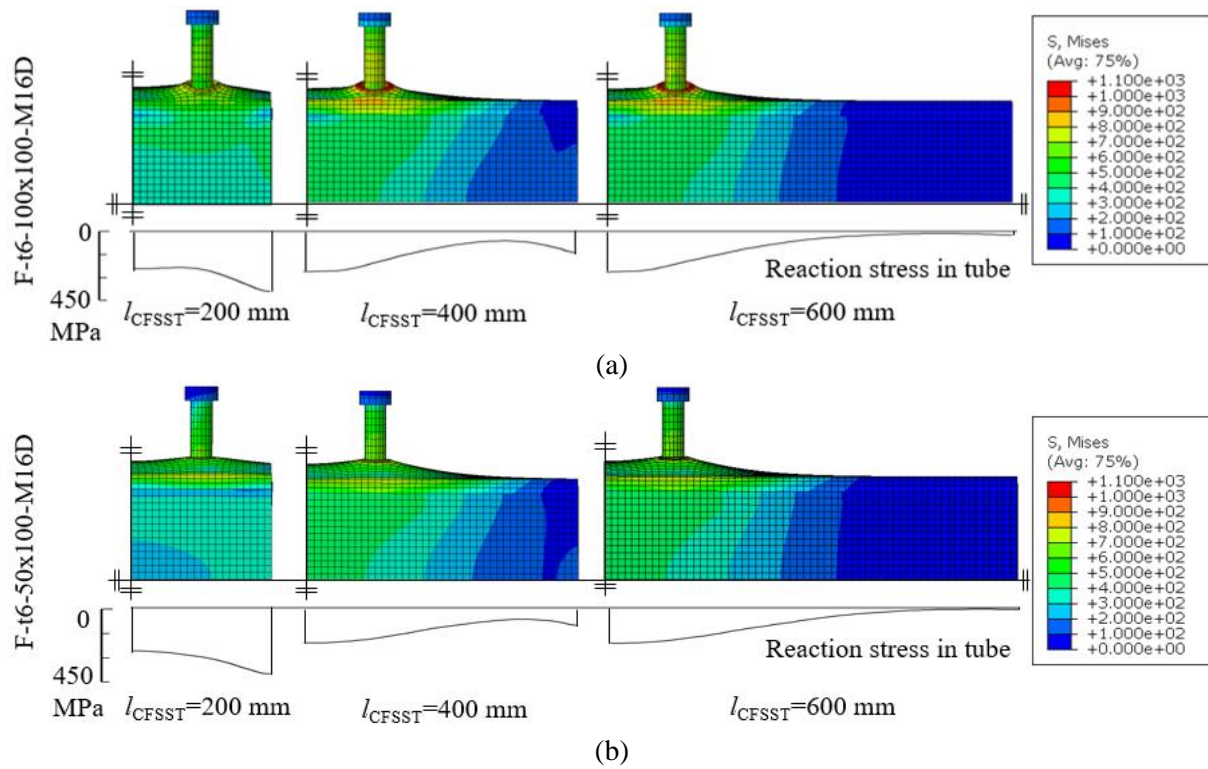 F-t6-100x100-M16D
S, Mises
(Avg: 75%)
+1.100e+03
+1.000e+03
+9.000e+02
+8.000e+02
+7.000e+02
+6.000e+02
+5.000e+02
+4.000e+02
+3.000e+02
+2.000e+02
+1.000e+02
+0.000e+00
0
450
MPa
Reaction stress in tube
lCFSST=200 mm
lCFSST=400 mm
lCFSST=600 mm
(a)
F-t6-50x100-M16D
S, Mises
(Avg: 75%)
+1.100e+03
+1.000e+03
+9.000e+02
+8.000e+02
+7.000e+02
+6.000e+02
+5.000e+02
+4.000e+02
+3.000e+02
+2.000e+02
+1.000e+02
+0.000e+00
0
450
MPa
Reaction stress in tube
lCFSST=200 mm
lCFSST=400 mm
lCFSST=600 mm
(b)